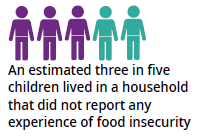 An estimated three in five
children lived in a household
that did not report any
experience of food insecurity